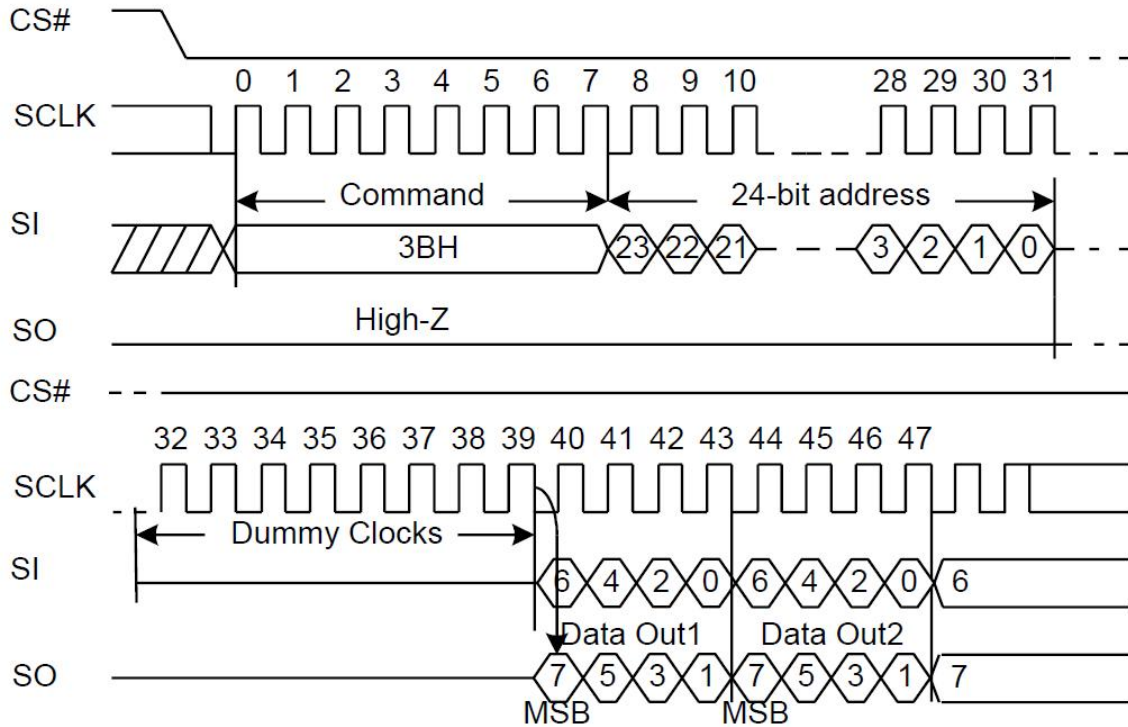 CS#
0 1 2 3 4 5 6 7 8 9 10 28 29 30 31
SCLK
Command 24-bit address
SI
3BH 23 22 21 3 2 1 0
High-Z
SO
CS#
32 33 34 35 36 37 38 39 40 41 42 43 44 45 46 47
SCLK
Dummy Clocks
SI
6 4 2 0 6 4 2 0 6
Data Out1 Data Out2
SO
7 5 3 1 7 5 3 1 7
MSB MSB